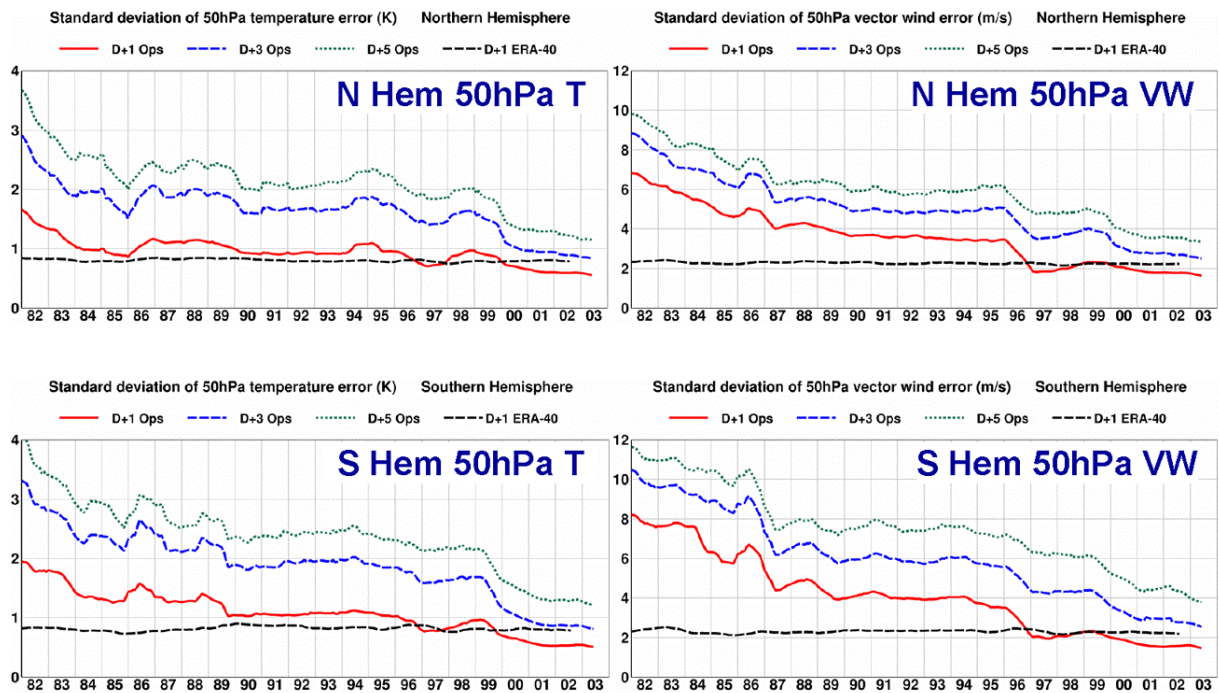 Standard deviation of 50hPa temperature error (K) Northern Hemisphere
D+1 Ops D+3 Ops D+5 Ops D+1 ERA-40
N Hem 50hPa T
4
3
2
1
0
82 83 84 85 86 87 88 89 90 91 92 93 94 95 96 97 98 99 00 01 02 03
Standard deviation of 50hPa vector wind error (m/s) Northern Hemisphere
D+1 Ops D+3 Ops D+5 Ops D+1 ERA-40
N Hem 50hPa VW
12
10
8
6
4
2
0
82 83 84 85 86 87 88 89 90 91 92 93 94 95 96 97 98 99 00 01 02 03
Standard deviation of 50hPa temperature error (K) Southern Hemisphere
D+1 Ops D+3 Ops D+5 Ops D+1 ERA-40
S Hem 50hPa T
4
3
2
1
0
82 83 84 85 86 87 88 89 90 91 92 93 94 95 96 97 98 99 00 01 02 03
Standard deviation of 50hPa vector wind error (m/s) Southern Hemisphere
D+1 Ops D+3 Ops D+5 Ops D+1 ERA-40
S Hem 50hPa VW
12
10
8
6
4
2
0
82 83 84 85 86 87 88 89 90 91 92 93 94 95 96 97 98 99 00 01 02 03